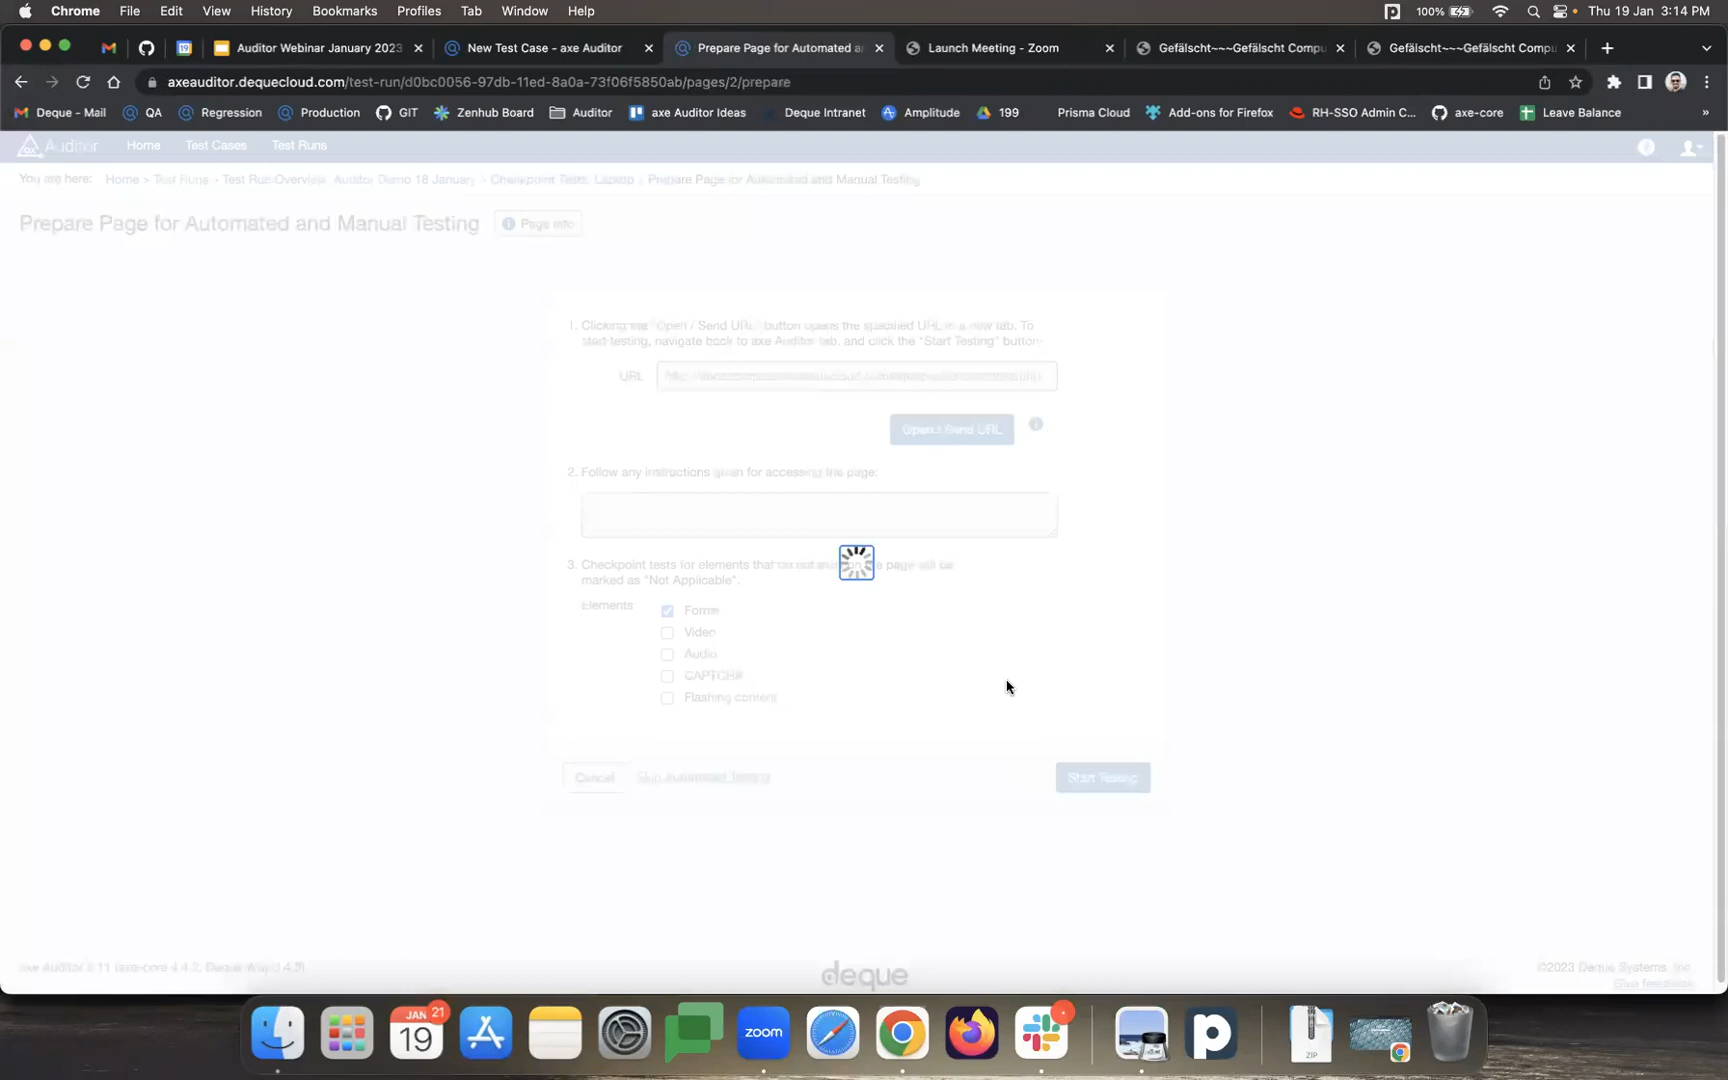 Chrome File Edit View History Bookmarks Profiles Tab Window Help 100% Thu 19 Jan 3:14 PM
Auditor Webinar January 2023 New Test Case - axe Auditor Prepare Page for Automated a Launch Meeting - Zoom Gefälscht~~~Gefälscht Compu Gefälscht~~~Gefälscht Compu
axeauditor.dequecloud.com/test-run/d0bc0056-97db-11ed-8a0a-73f06f5850ab/pages/2/prepare
Deque - Mail QA Regression Production GIT Zenhub Board Auditor axe Auditor Ideas Deque Intranet Amplitude 199 Prisma Cloud Add-ons for Firefox RH-SSO Admin C... axe-core Leave Balance »
Auditor Home Test Cases Test Runs
You are here: Home > Test Runs > Test Run Overview, Auditor Demo 18 January > Checkpoint Tests, Laptop > Prepare Page for Automated and Manual Testing
Prepare Page for Automated and Manual Testing Page Info
1. Clicking the "Open / Send URL" button opens the specified URL in a new tab. To
start testing, navigate back to axe Auditor tab, and click the "Start Testing" button.
URL
Open / Send URL
2. Follow any instructions given for accessing the page:
3. Checkpoint tests for elements that do not exist on the page will be
marked as "Not Applicable".
Elements Forms
Video
Audio
CAPTCHA
Flashing content
Cancel Skip Automated Testing Start Testing
deque
©2023 Deque Systems, Inc.
Give feedback
JAN 21
19
zoom
ZIP